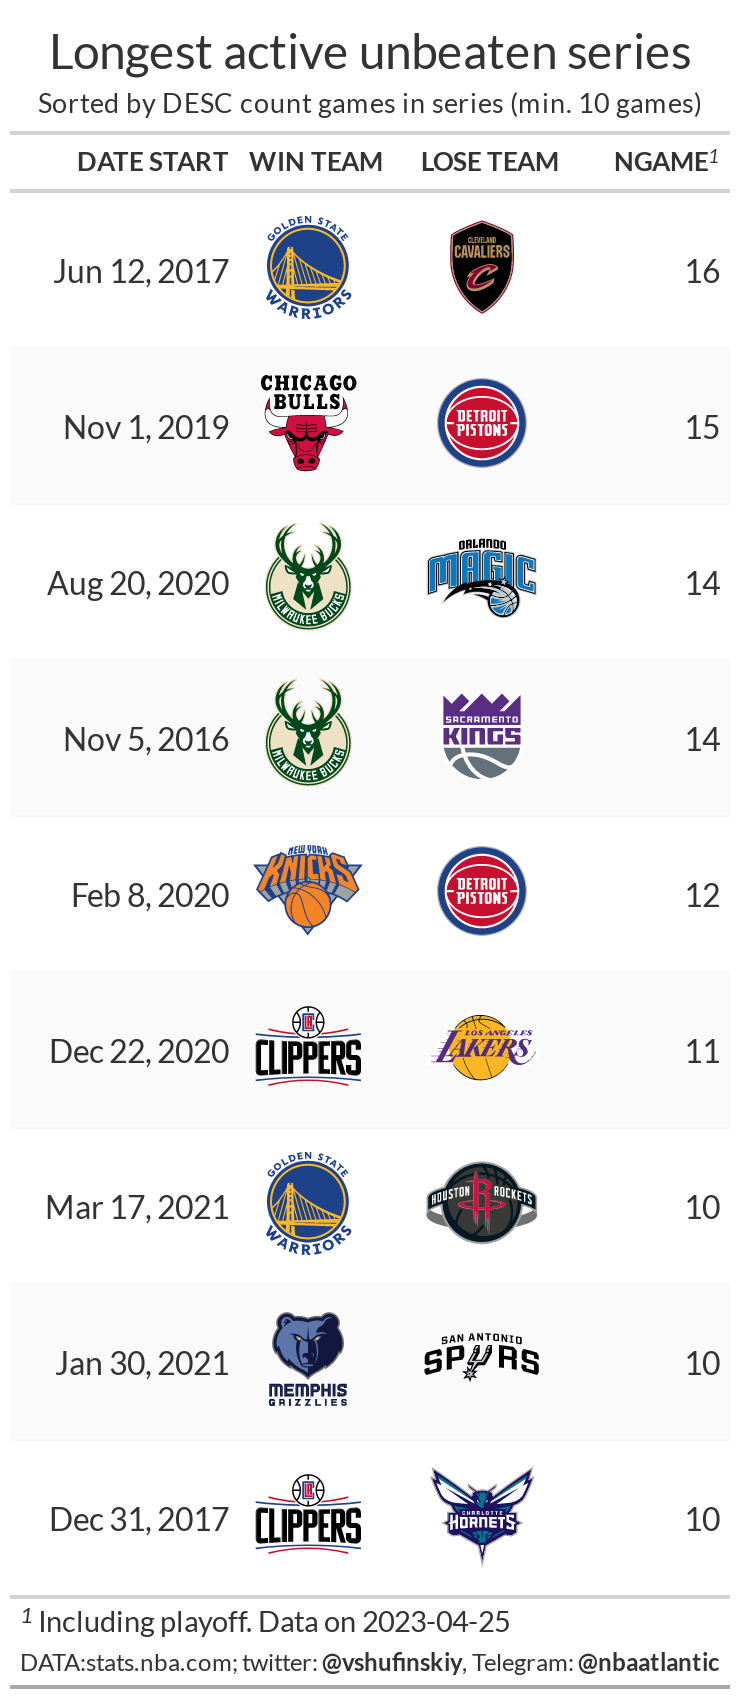 Longest active unbeaten series
Sorted by DESC count games in series (min. 10 games)
DATE START WIN TEAM LOSE TEAM NGAME1
Jun 12, 2017 GOLDEN STATE WARRIORS CLEVELAND CAVALIERS C 16
Nov 1, 2019 CHICAGO BULLS DETROIT PISTONS 15
Aug 20, 2020 MILWAUKEE BUCKS ORLANDO MAGIC 14
Nov 5, 2016 MILWAUKEE BUCKS SACRAMENTO KINGS 14
Feb 8, 2020 NEW YORK KNICKS DETROIT PISTONS 12
Dec 22, 2020 LAC CLIPPERS LOS ANGELES LAKERS 11
Mar 17, 2021 GOLDEN STATE WARRIORS HOUSTON R ROCKETS 10
Jan 30, 2021 MEMPHIS GRIZZLIES SAN ANTONIO SPURS 10
Dec 31, 2017 LAC CLIPPERS CHARLOTTE HORNETS 10
1 Including playoff. Data on 2023-04-25
DATA:stats.nba.com; twitter: @vshufinskiy, Telegram: @nbaatlantic